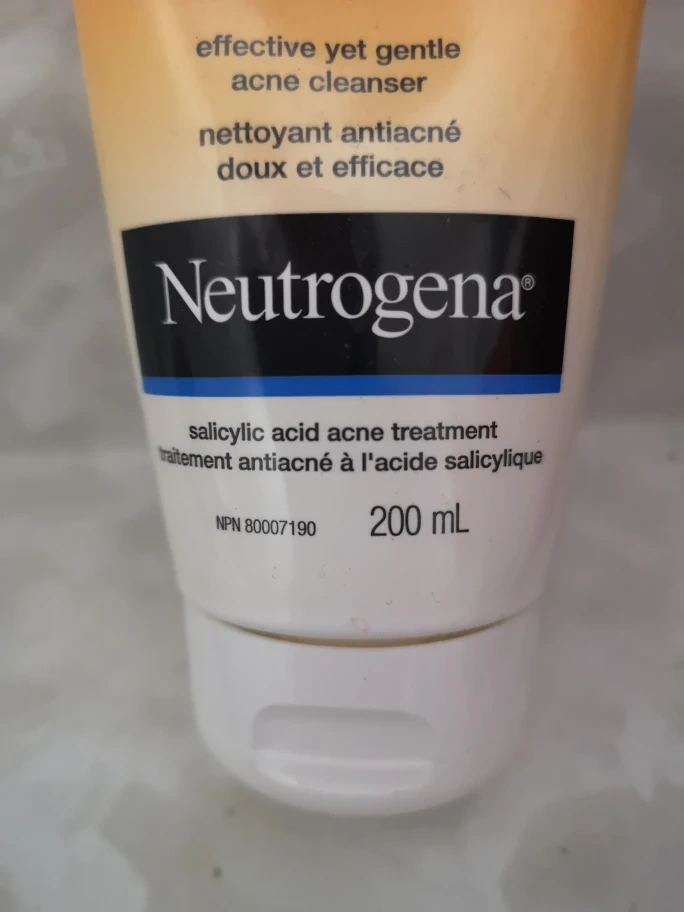 effective yet gentle
acne cleanser
nettoyant antiacné
doux et efficace
Neutrogena®
salicylic acid acne treatment
traitement antiacné à l'acide salicylique
NPN 80007190 200 mL